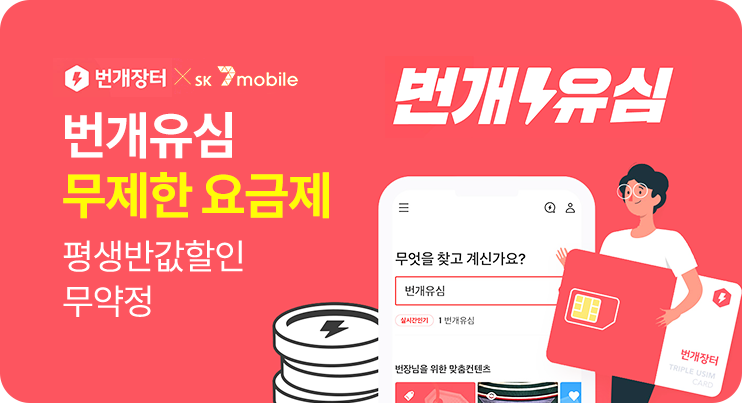 번개장터 × SK 7mobile
번개유심
무제한 요금제
평생반값할인
무약정
번개유심
무엇을 찾고 계신가요?
번개유심
실시간인기 1 번개유심
번장님을 위한 맞춤컨텐츠
번개장터
TRIPLE USIM
CARD